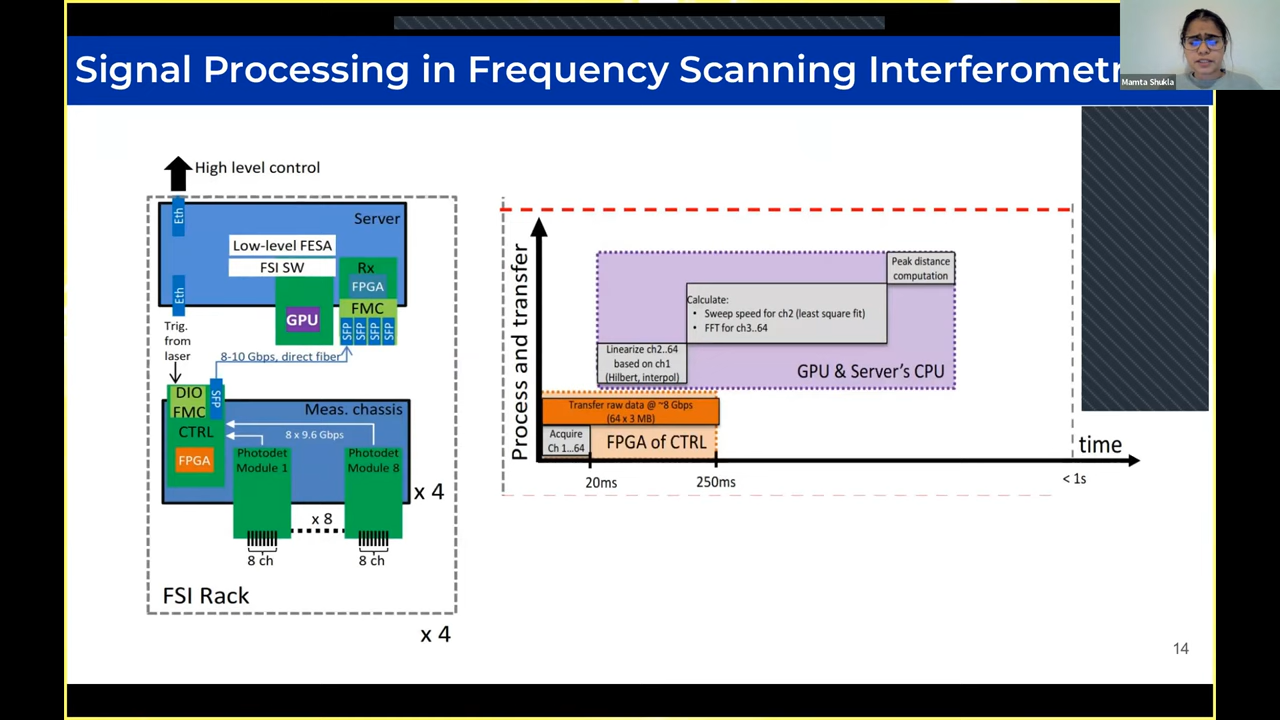 Signal Processing in Frequency Scanning Interferometr
Mamta Shukla
High level control
Eth
Server
Low-level FESA
FSI SW
Rx
FPGA
FMC
GPU
SFP
SFP
SFP
SFP
Eth
Trig.
from
laser
8-10 Gbps, direct fiber
DIO
FMC
SFP
Meas. chassis
CTRL
8 x 9.6 Gbps
FPGA
Photodet
Module 1
Photodet
Module 8
x 4
x 8
8 ch
8 ch
FSI Rack
x 4
Process and transfer
Peak distance
computation
Calculate:
• Sweep speed for ch2 (least square fit)
• FFT for ch3..64
Linearize ch2..64
based on ch1
(Hilbert, interpol)
GPU & Server's CPU
Transfer raw data @ ~8 Gbps
(64 x 3 MB)
Acquire
Ch 1...64
FPGA of CTRL
time
20ms
250ms
< 1s
14